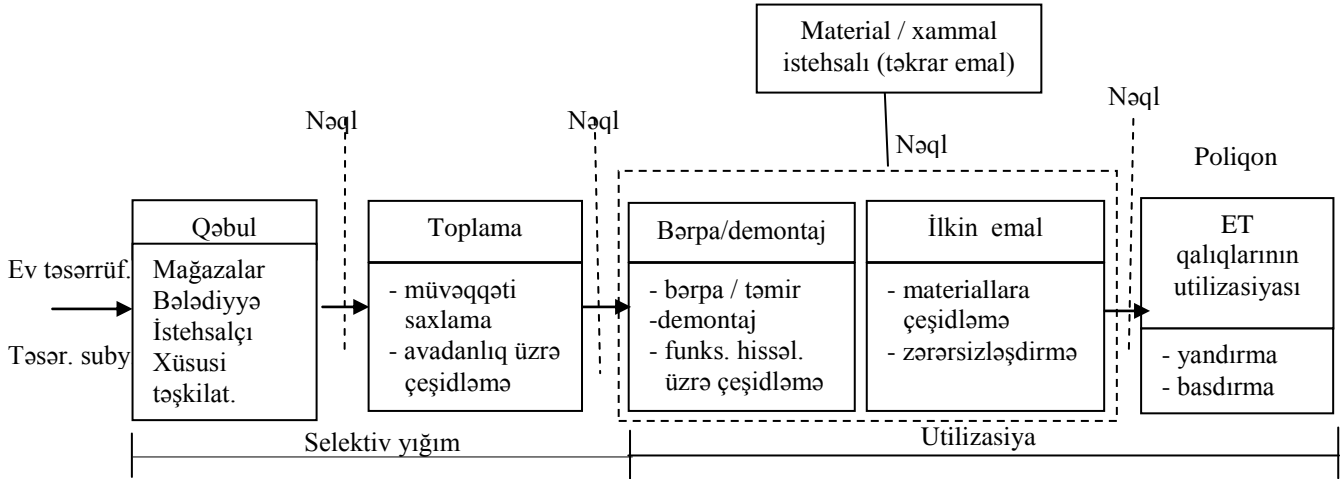 Material / xammal
istehsalı (təkrar emal)
Nəql
Nəql
Nəql
Nəql
Poliqon
Ev təsərrüf.
Təsər. suby
Qəbul
Mağazalar
Bələdiyyə
İstehsalçı
Xüsusi
təşkilat.
Toplama
- müvəqqəti
saxlama
- avadanlıq üzrə
çeşidləmə
Bərpa/demontaj
- bərpa / təmir
-demontaj
- funks. hissəl.
üzrə çeşidləmə
İlkin emal
- materiallara
çeşidləmə
- zərərsizləşdirmə
ET
qalıqlarının
utilizasiyası
- yandırma
- basdırma
Selektiv yığım
Utilizasiya